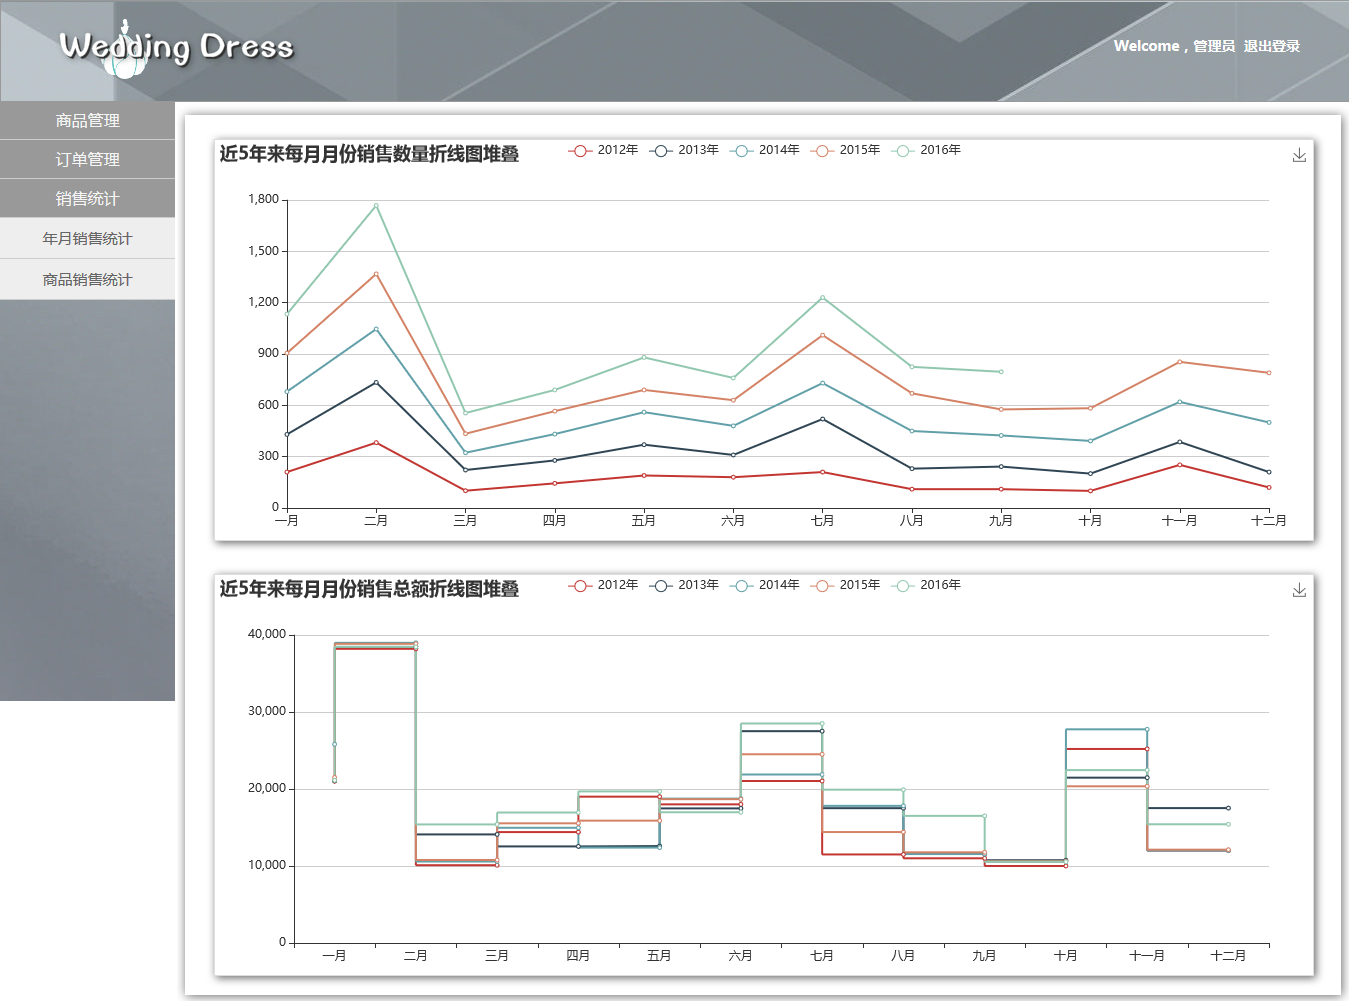 Wedding Dress
Welcome，管理员 退出登录
商品管理
订单管理
销售统计
年月销售统计
商品销售统计
近5年来每月月份销售数量折线图堆叠
2012年 2013年 2014年 2015年 2016年
1,800
1,500
1,200
900
600
300
0
一月 二月 三月 四月 五月 六月 七月 八月 九月 十月 十一月 十二月
近5年来每月月份销售总额折线图堆叠
2012年 2013年 2014年 2015年 2016年
40,000
30,000
20,000
10,000
0
一月 二月 三月 四月 五月 六月 七月 八月 九月 十月 十一月 十二月